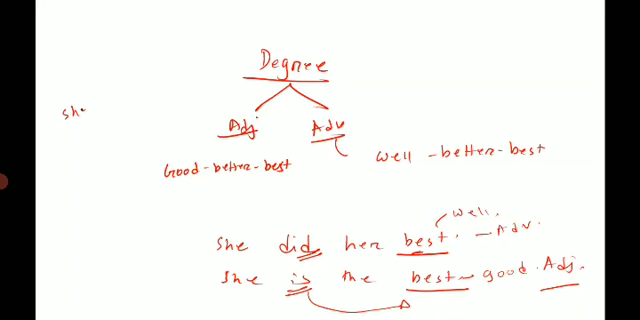 Degree
she
Adj Adv
Good-better-best well -better-best
well.
she did her best. - Adv.
she is the best - good. Adj.